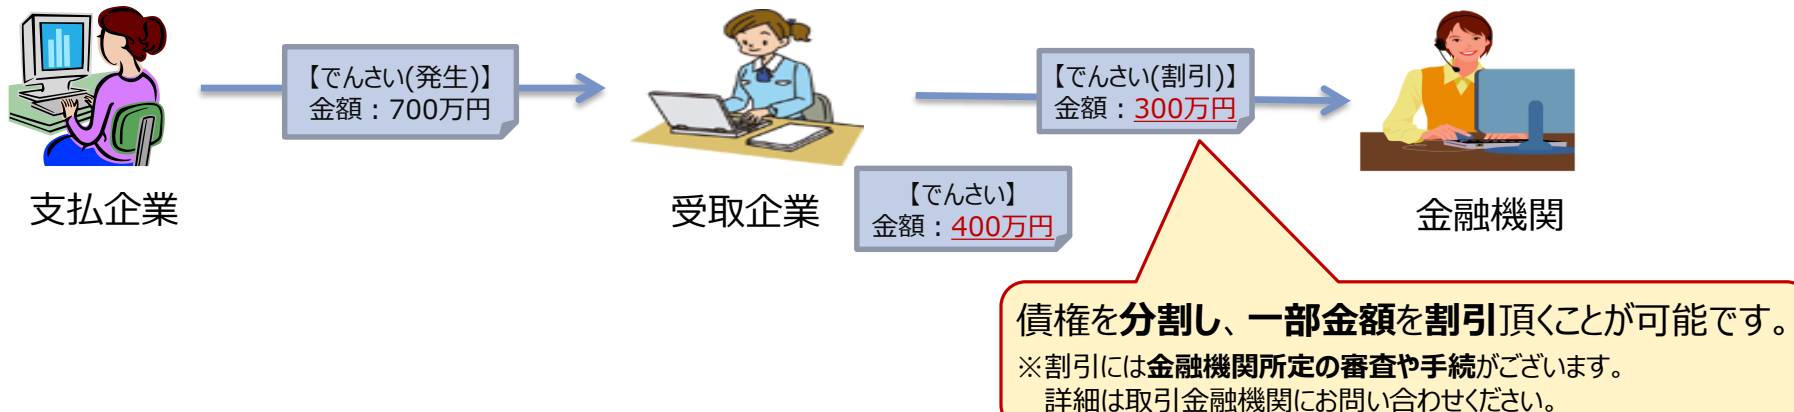 【でんさい(発生)】
金額：700万円
【でんさい(割引)】
金額：300万円
支払企業
受取企業
【でんさい】
金額：400万円
金融機関
債権を分割し、一部金額を割引頂くことが可能です。
※割引には金融機関所定の審査や手続がございます。
詳細は取引金融機関にお問い合わせください。